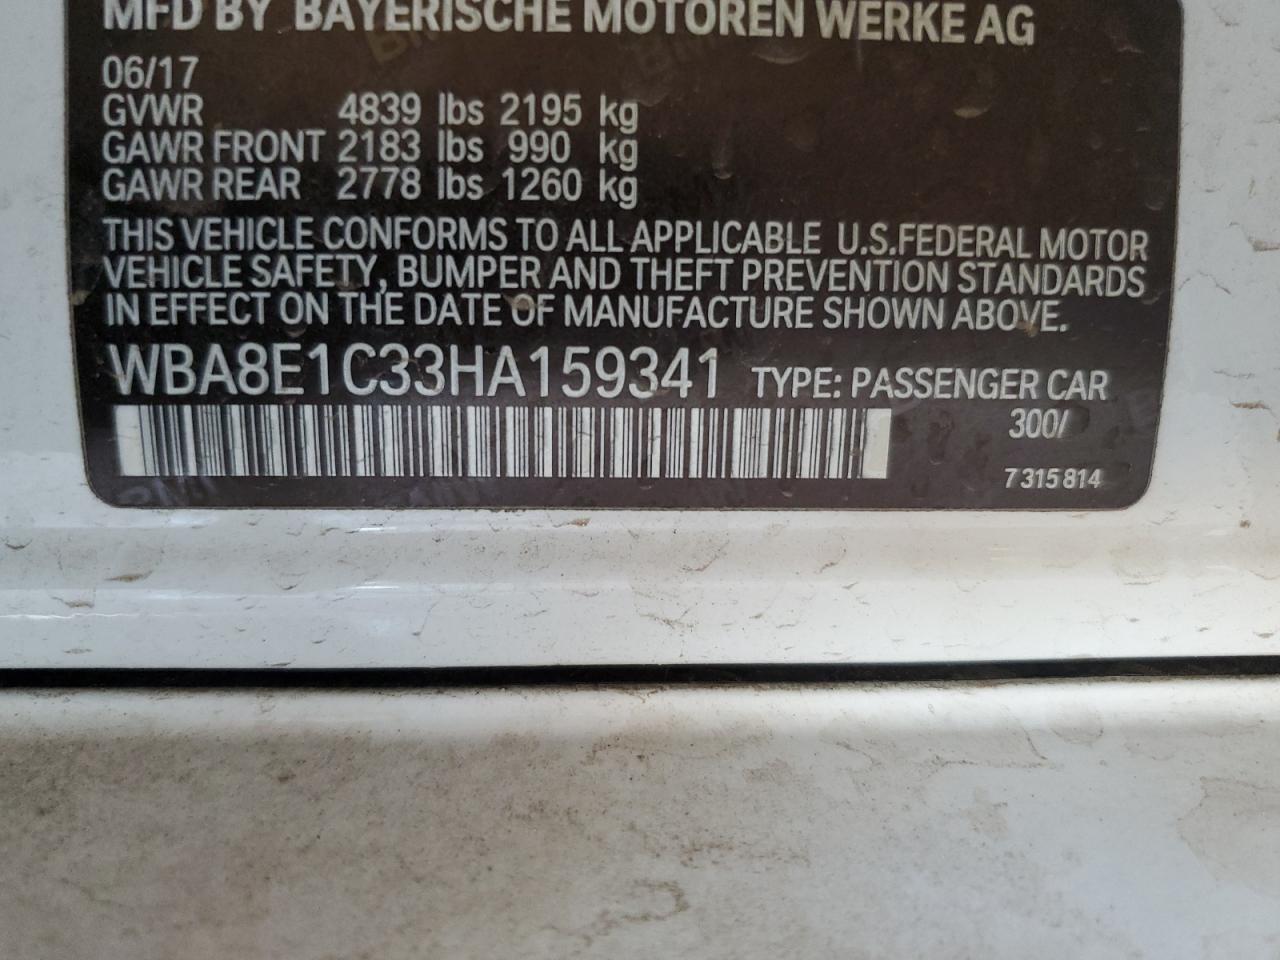 MFD BY BAYERISCHE MOTOREN WERKE AG
06/17
GVWR 4839 lbs 2195 kg
GAWR FRONT 2183 lbs 990 kg
GAWR REAR 2778 lbs 1260 kg
THIS VEHICLE CONFORMS TO ALL APPLICABLE U.S.FEDERAL MOTOR
VEHICLE SAFETY, BUMPER AND THEFT PREVENTION STANDARDS
IN EFFECT ON THE DATE OF MANUFACTURE SHOWN ABOVE.
WBA8E1C33HA159341 TYPE: PASSENGER CAR
300/
7 315 814